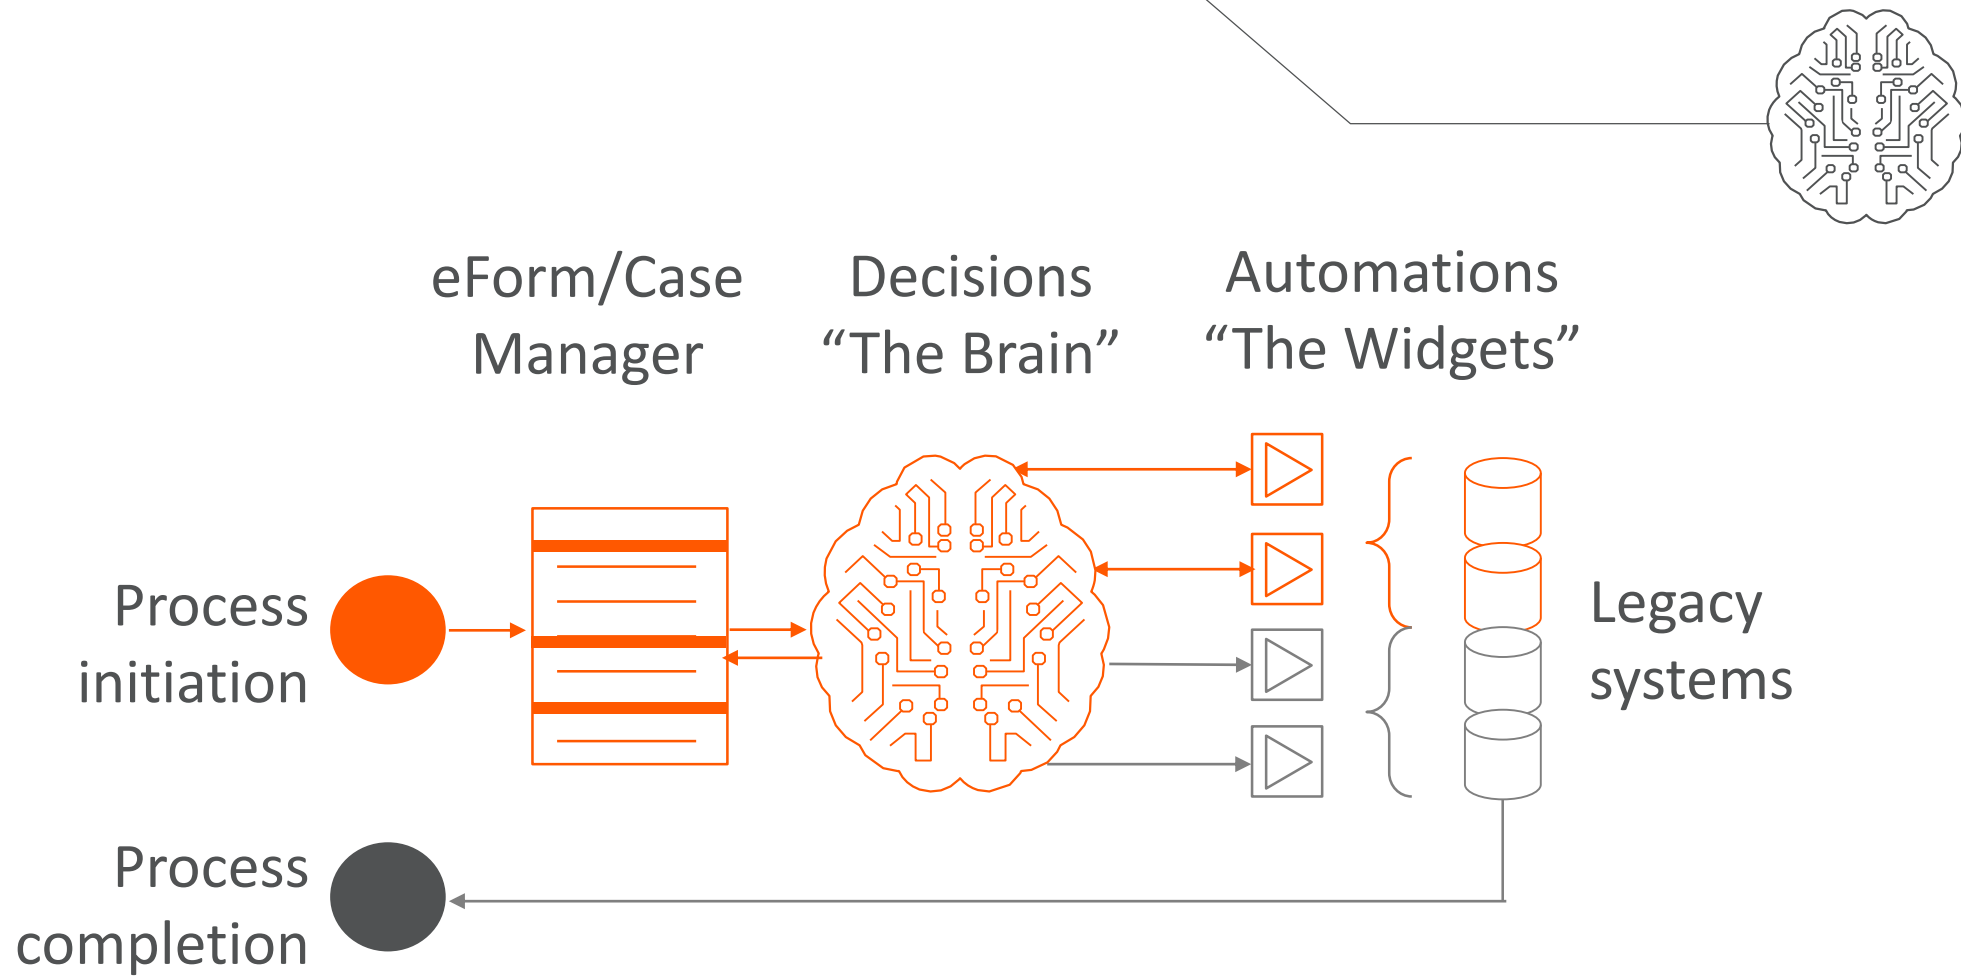 eForm/Case
Manager
Decisions
“The Brain”
Automations
“The Widgets”
Process
initiation
Legacy
systems
Process
completion